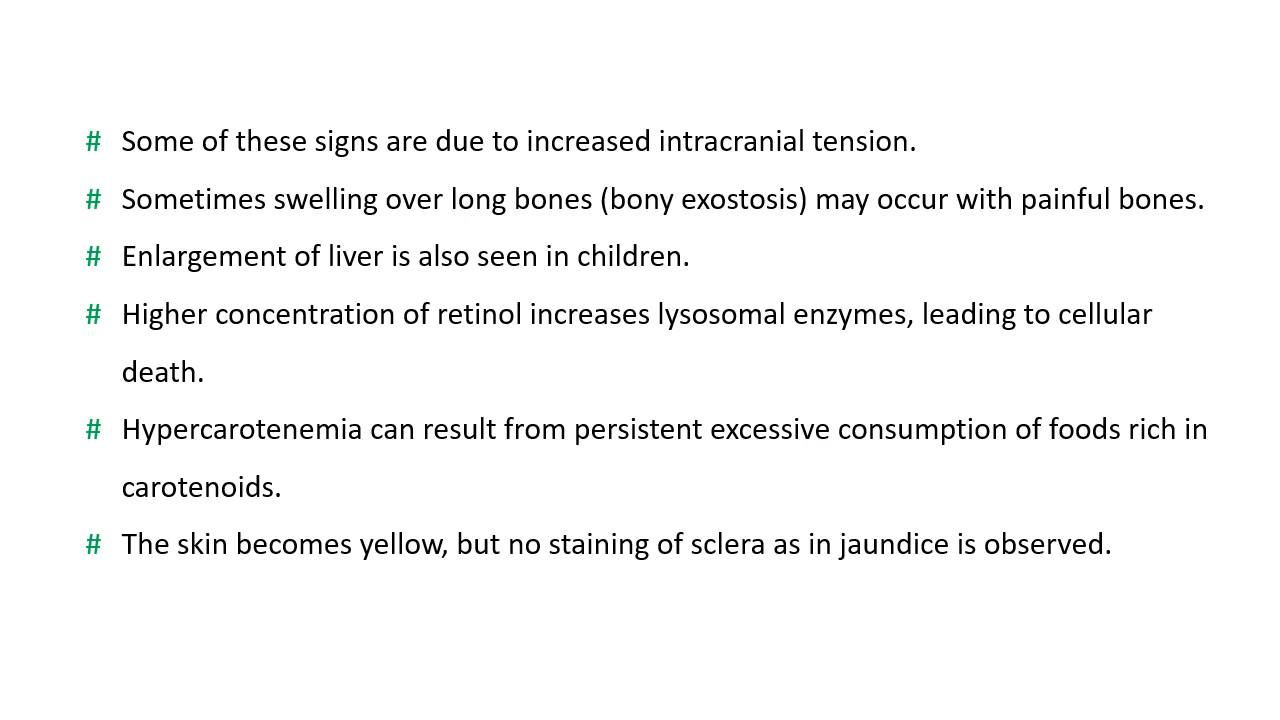 # Some of these signs are due to increased intracranial tension.
# Sometimes swelling over long bones (bony exostosis) may occur with painful bones.
# Enlargement of liver is also seen in children.
# Higher concentration of retinol increases lysosomal enzymes, leading to cellular
death.
# Hypercarotenemia can result from persistent excessive consumption of foods rich in
carotenoids.
# The skin becomes yellow, but no staining of sclera as in jaundice is observed.